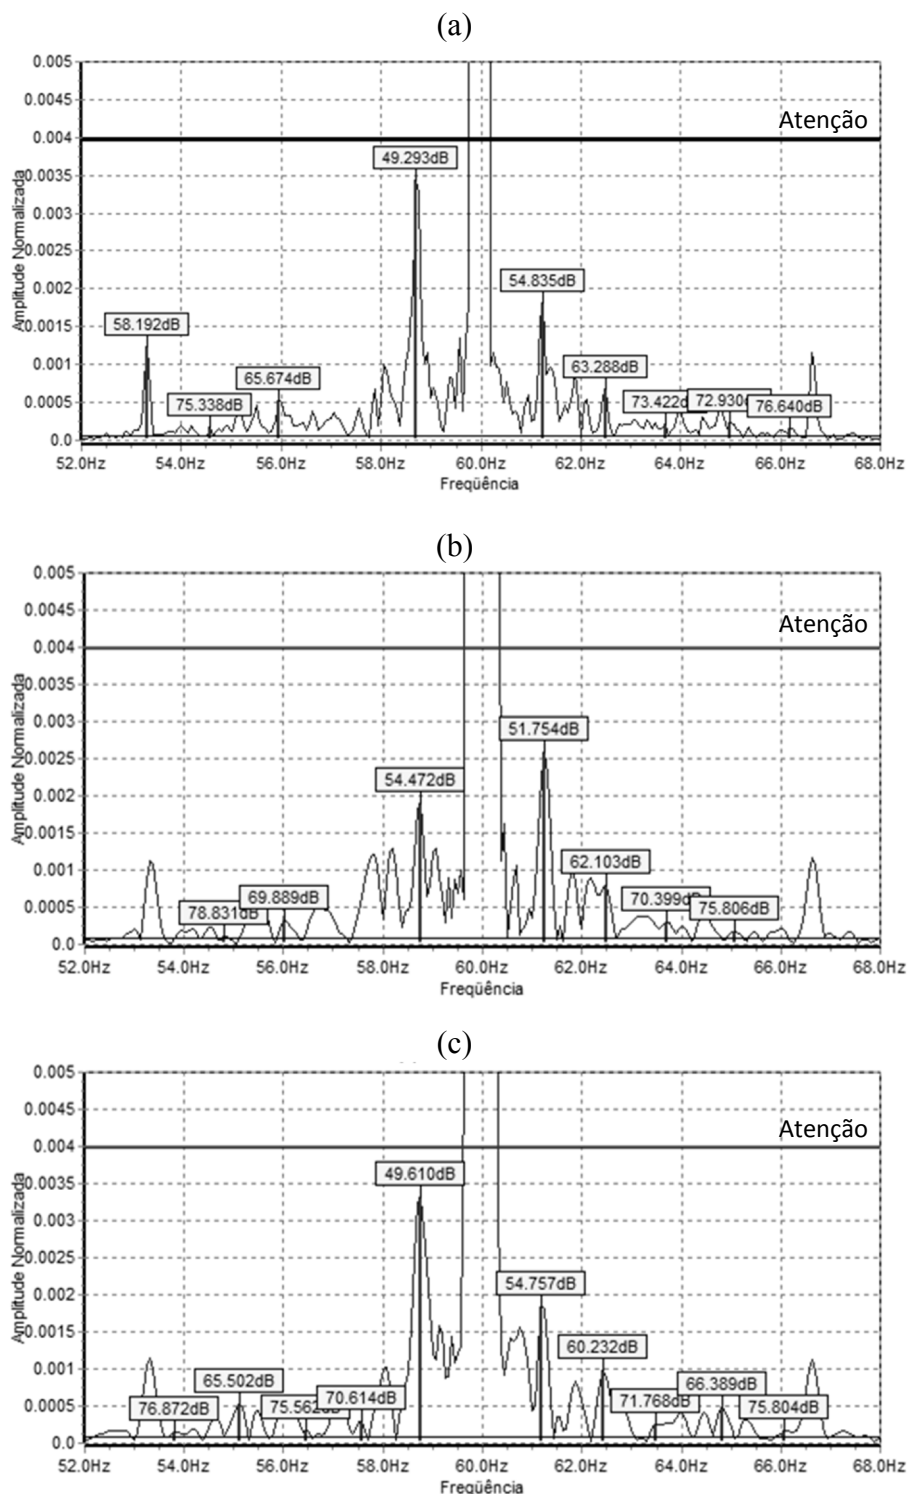 (a)
Amplitude Normalizada
0.005
0.0045
0.004
0.0035
0.003
0.0025
0.002
0.0015
0.001
0.0005
0.0
Atenção
49.293dB
54.835dB
58.192dB
63.288dB
65.674dB
75.338dB
73.422d
72.930
76.640dB
52.0Hz 54.0Hz 56.0Hz 58.0Hz 60.0Hz 62.0Hz 64.0Hz 66.0Hz 68.0Hz
Freqüência
(b)
Amplitude Normalizada
0.005
0.0045
0.004
0.0035
0.003
0.0025
0.002
0.0015
0.001
0.0005
0.0
Atenção
51.754dB
54.472dB
62.103dB
69.889dB
70.399d
78.831dB
75.806dB
52.0Hz 54.0Hz 56.0Hz 58.0Hz 60.0Hz 62.0Hz 64.0Hz 66.0Hz 68.0Hz
Freqüência
(c)
Amplitude Normalizada
0.005
0.0045
0.004
0.0035
0.003
0.0025
0.002
0.0015
0.001
0.0005
0.0
Atenção
49.610dB
54.757dB
60.232dB
65.502dB
66.389dB
70.614dB
71.768dB
76.872dB
75.562
75.804dB
52.0Hz 54.0Hz 56.0Hz 58.0Hz 60.0Hz 62.0Hz 64.0Hz 66.0Hz 68.0Hz
Freqüência